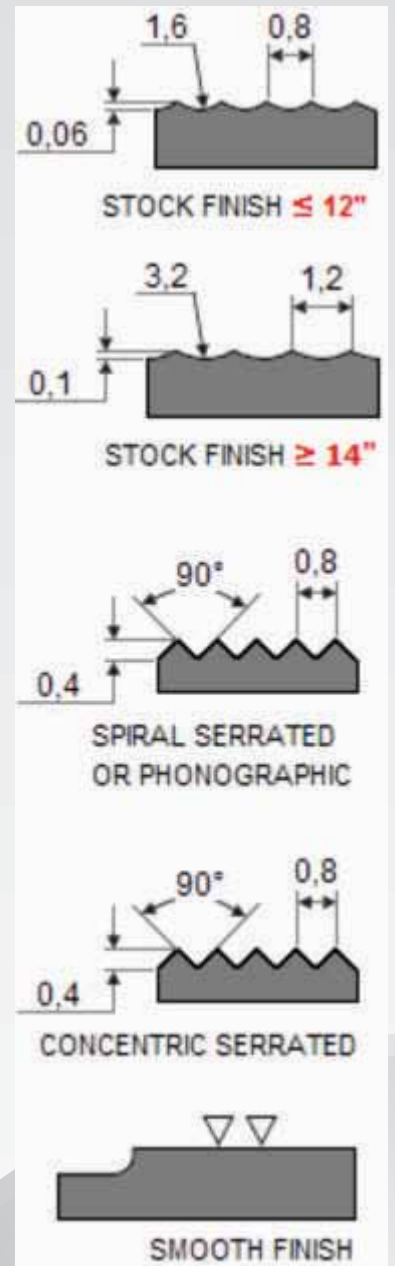 1,6 0,8
0,06
STOCK FINISH ≤ 12"
3,2 1,2
0,1
STOCK FINISH ≥ 14"
90° 0,8
0,4
SPIRAL SERRATED
OR PHONOGRAPHIC
90° 0,8
0,4
CONCENTRIC SERRATED
SMOOTH FINISH